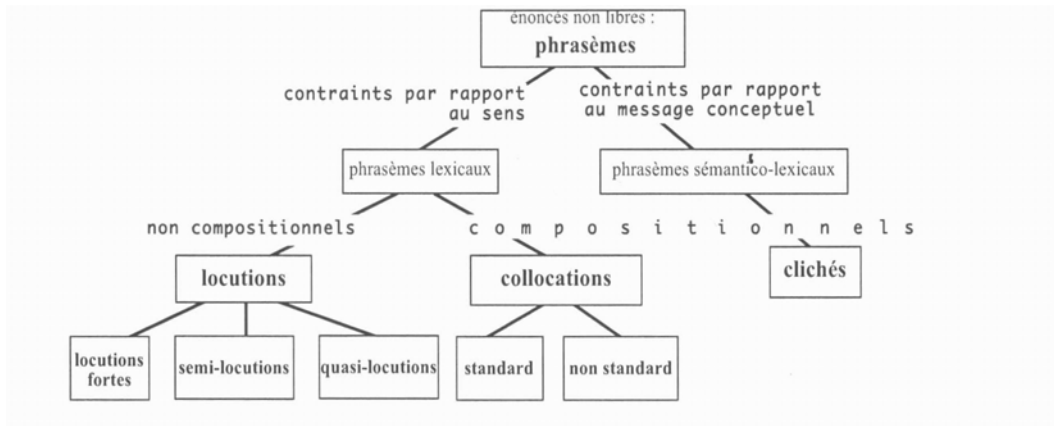 énoncés non libres :
phrasèmes
contraints par rapport
au sens
contraints par rapport
au message conceptuel
phrasèmes lexicaux
phrasèmes sémantico-lexicaux
non compositionnels
c o m p o s i t i o n n e l s
locutions
collocations
clichés
locutions
fortes
semi-locutions
quasi-locutions
standard
non standard